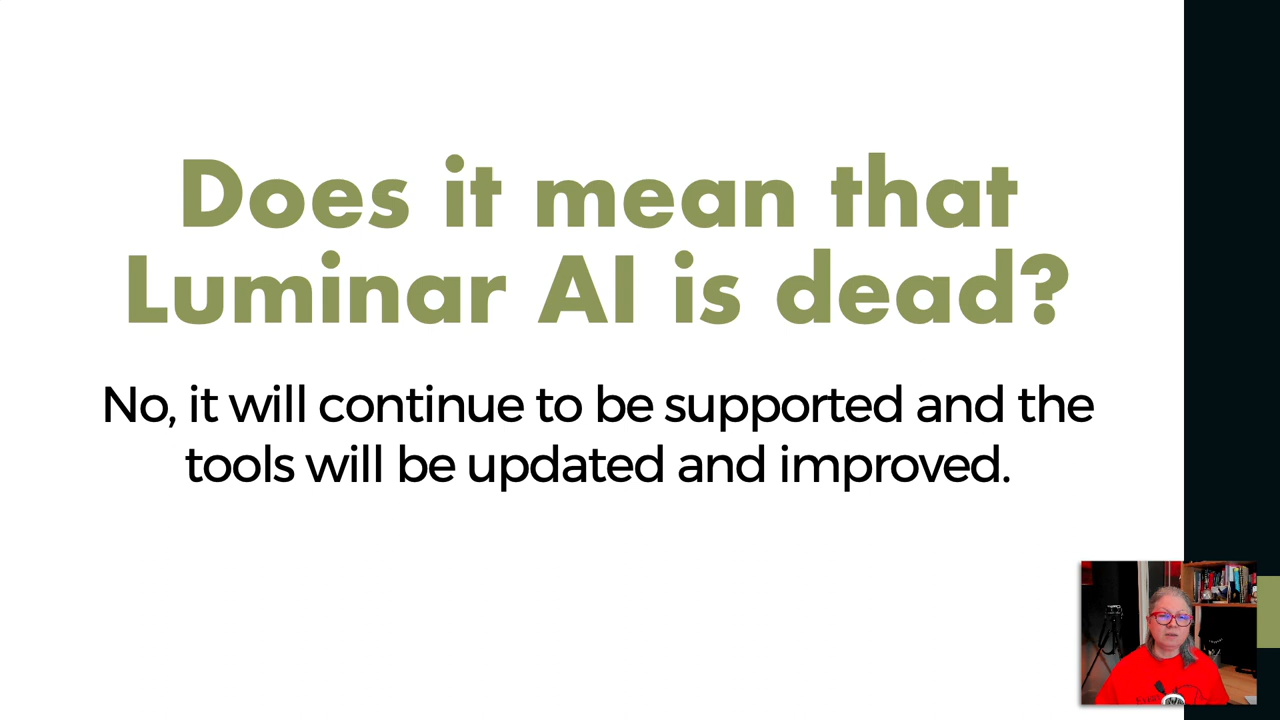 Does it mean that
Luminar AI is dead?
No, it will continue to be supported and the
tools will be updated and improved.